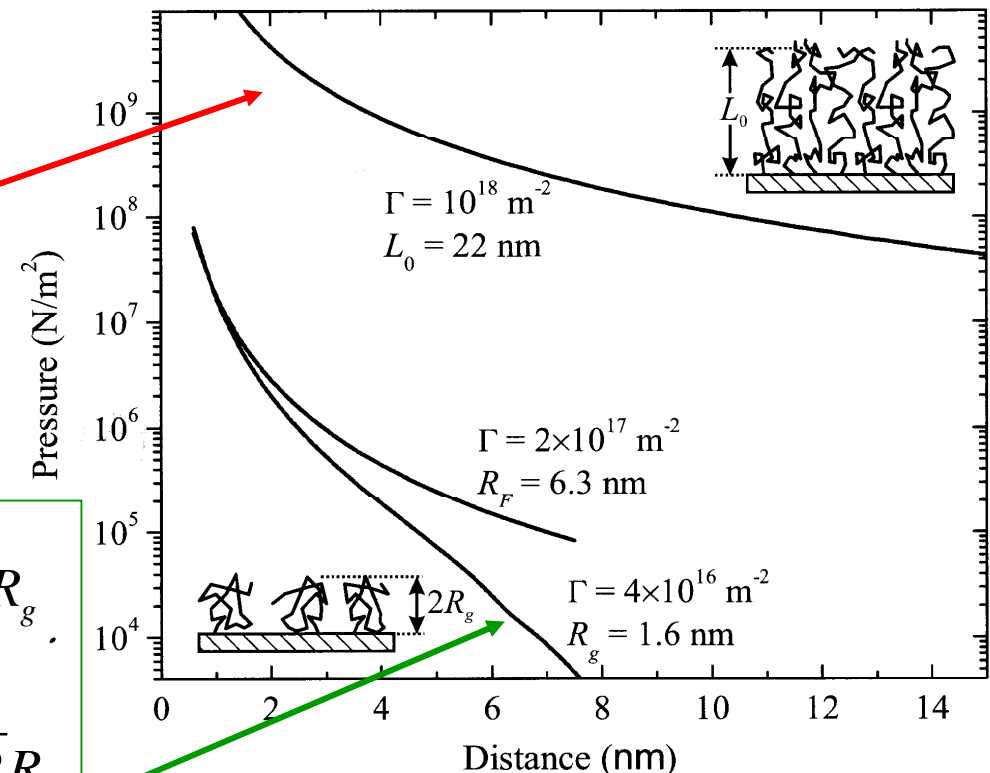 10⁹
10⁸
10⁷
10⁶
10⁵
10⁴
Pressure (N/m²)
L₀
Γ = 10¹⁸ m⁻²
L₀ = 22 nm
Γ = 2×10¹⁷ m⁻²
R_F = 6.3 nm
Γ = 4×10¹⁶ m⁻²
R_g = 1.6 nm
2R_g
R_g .
0 2 4 6 8 10 12 14
Distance (nm)